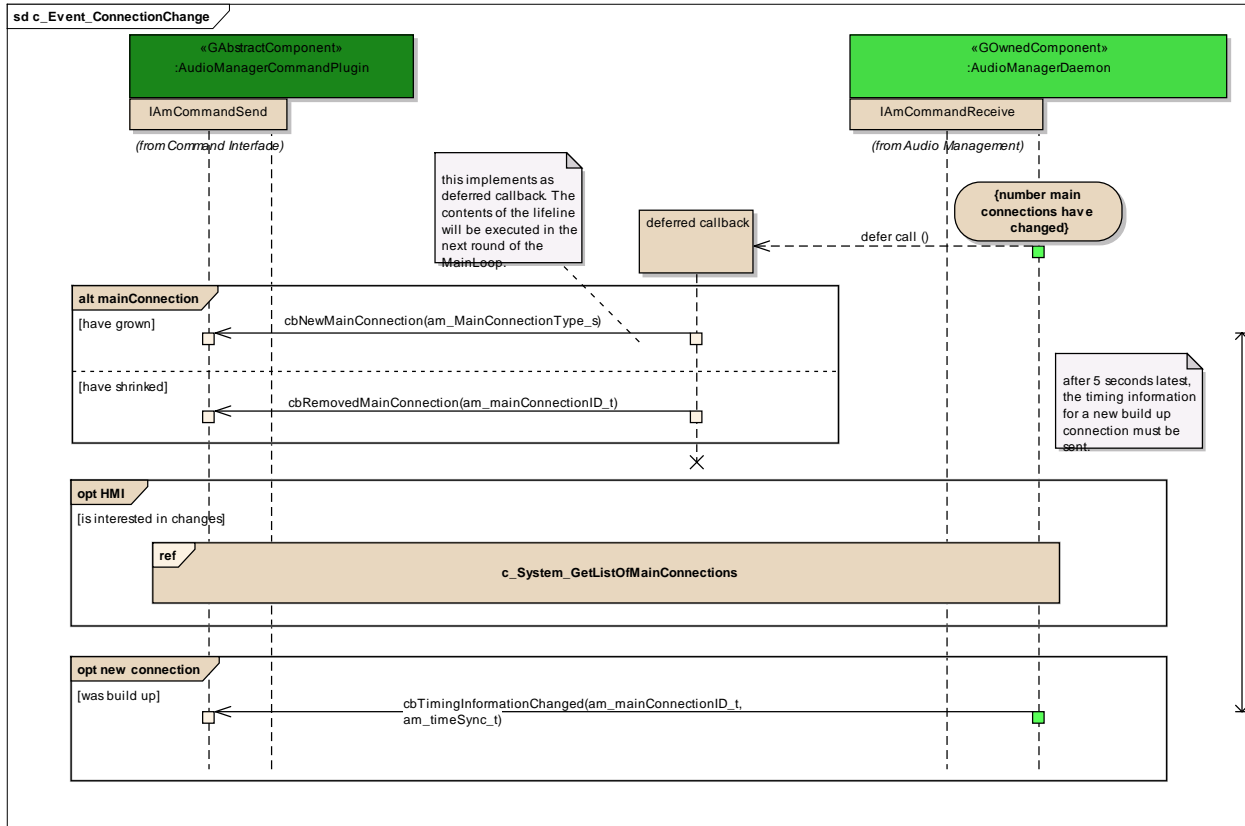 sd c_Event_ConnectionChange
«GAbstractComponent»
:AudioManagerCommandPlugin
«GOwnedComponent»
:AudioManagerDaemon
IAmCommandSend
IAmCommandReceive
(from Command Interface)
(from Audio Management)
this implements as
deferred callback. The
contents of the lifeline
will be executed in the
next round of the
MainLoop.
{number main
connections have
changed}
deferred callback
defer call ()
alt mainConnection
[have grown]
cbNewMainConnection(am_MainConnectionType_s)
[have shrinked]
cbRemovedMainConnection(am_mainConnectionID_t)
after 5 seconds latest,
the timing information
for a new build up
connection must be
sent.
opt HMI
[is interested in changes]
ref
c_System_GetListOfMainConnections
opt new connection
[was build up]
cbTimingInformationChanged(am_mainConnectionID_t,
am_timeSync_t)